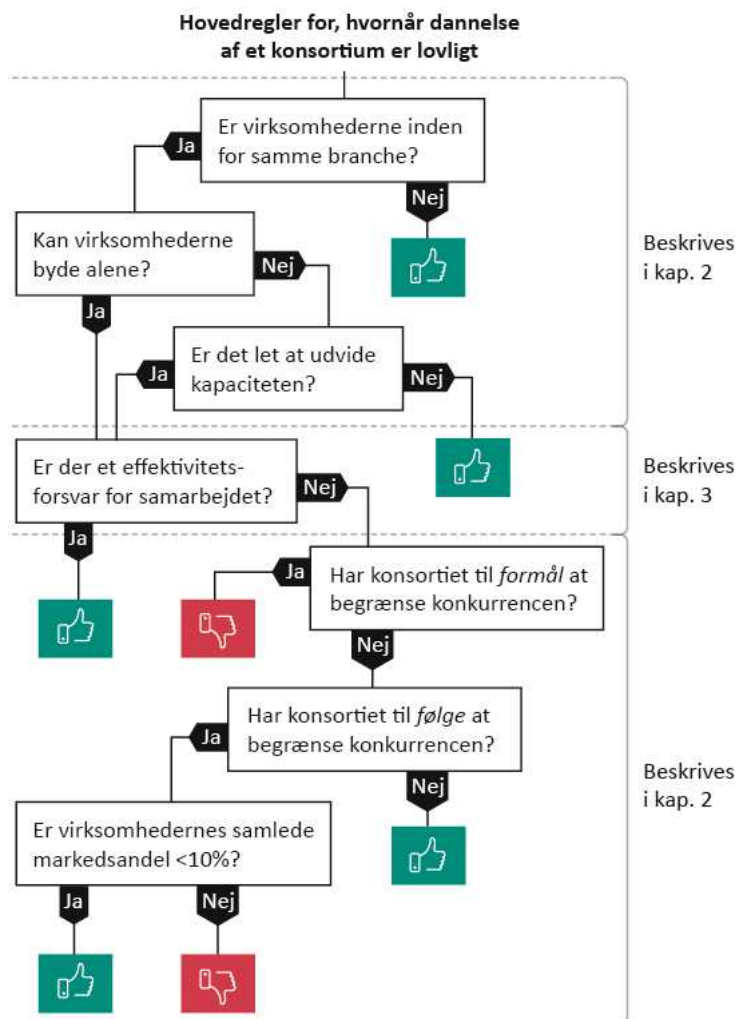 Hovedregler for, hvornår dannelse
af et konsortium er lovligt
Er virksomhederne inden
for samme branche?
Ja
Nej
Kan virksomhederne
byde alene?
Nej
Ja
Beskrives
i kap. 2
Er det let at udvide
kapaciteten?
Ja
Nej
Er der et effektivitets-
forsvar for samarbejdet?
Nej
Ja
Beskrives
i kap. 3
Har konsortiet til formål at
begrænse konkurrencen?
Ja
Nej
Har konsortiet til følge at
begrænse konkurrencen?
Ja
Nej
Beskrives
i kap. 2
Er virksomhedernes samlede
markedsandel <10%?
Ja
Nej